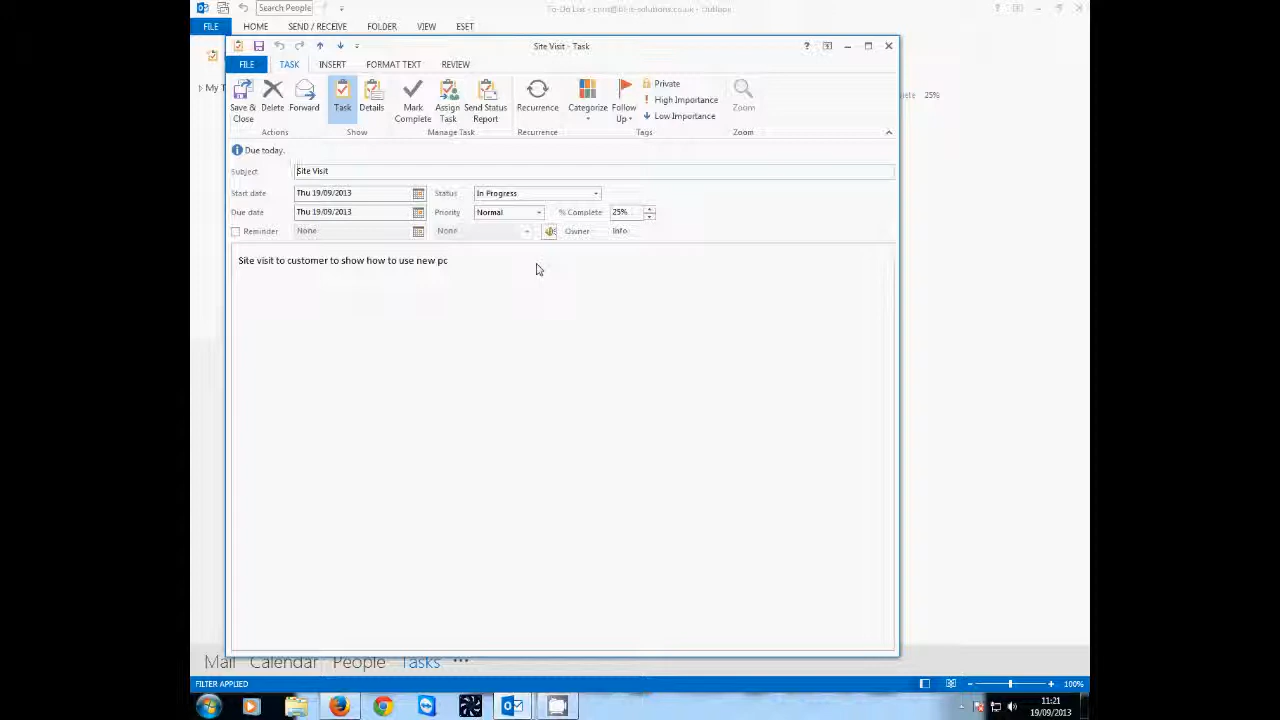 Search People
To-Do List -
FILE HOME SEND / RECEIVE FOLDER VIEW ESET
Site Visit - Task
FILE TASK INSERT FORMAT TEXT REVIEW
Save & Close
Delete
Forward
Task
Details
Mark Complete
Assign Task
Send Status Report
Recurrence
Categorize
Follow Up
Private
High Importance
Low Importance
Zoom
Actions Show Manage Task Recurrence Tags Zoom
My T
25%
Due today.
Subject Site Visit
Start date Thu 19/09/2013 Status In Progress
Due date Thu 19/09/2013 Priority Normal % Complete 25%
Reminder None None Owner Info
Site visit to customer to show how to use new pc
Mail Calendar People Tasks •••
FILTER APPLIED 100%
11:21
19/09/2013